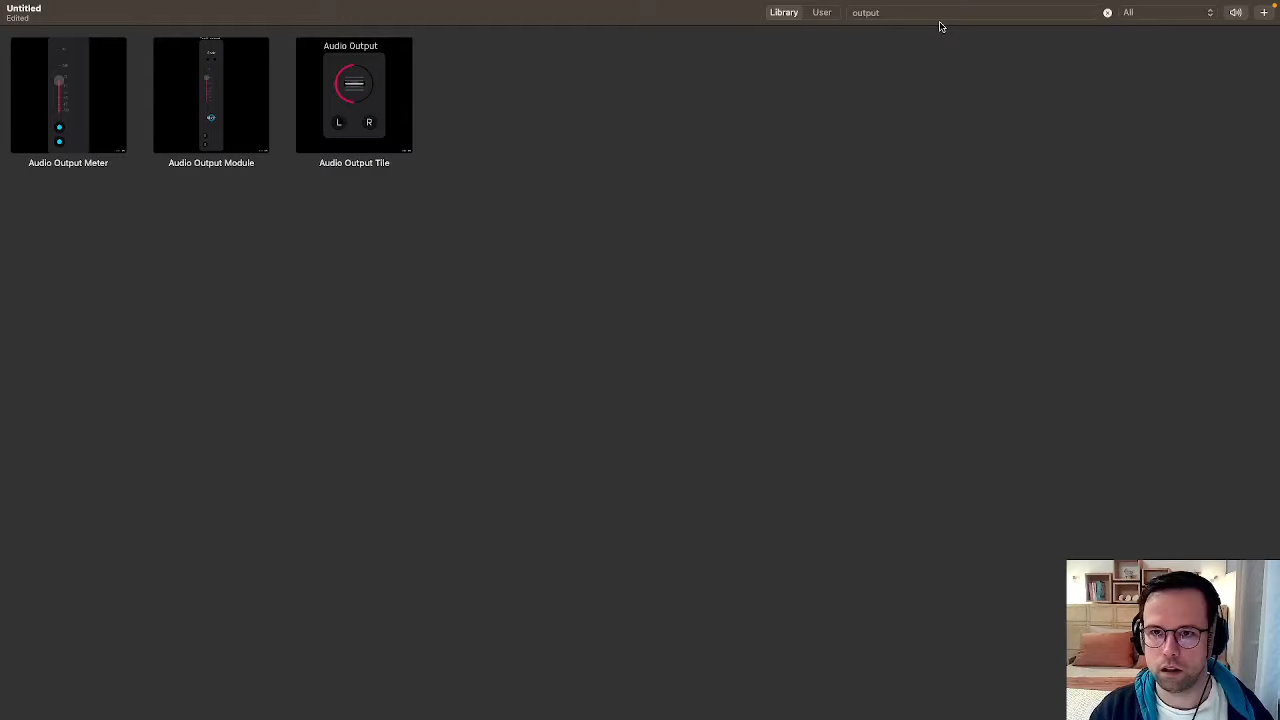 Untitled
Edited
Library
User
output
All
Audio Output
L
R
Audio Output Meter
Audio Output Module
Audio Output Tile